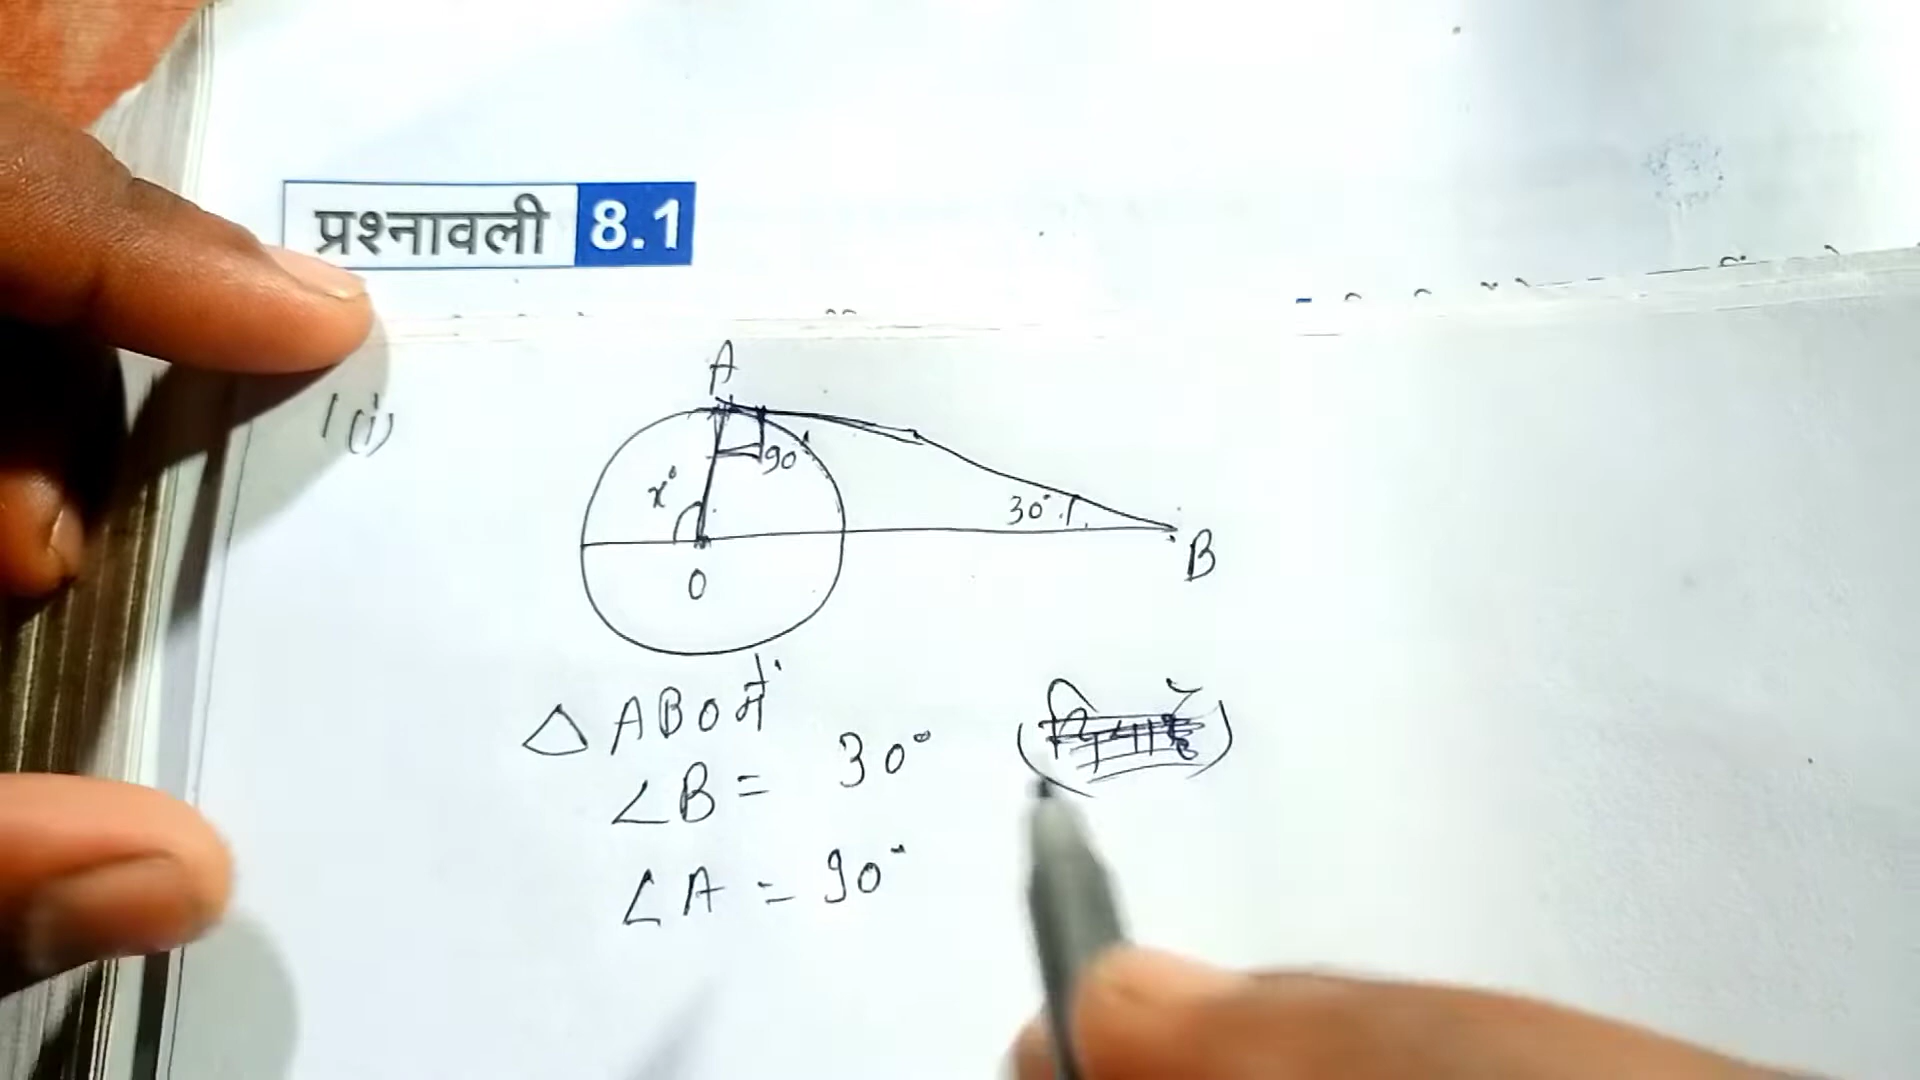 प्रश्नावली 8.1
1 (i)
A
x° 90°
30°
O
B
△ ABO में
∠B = 30°
∠A = 90°